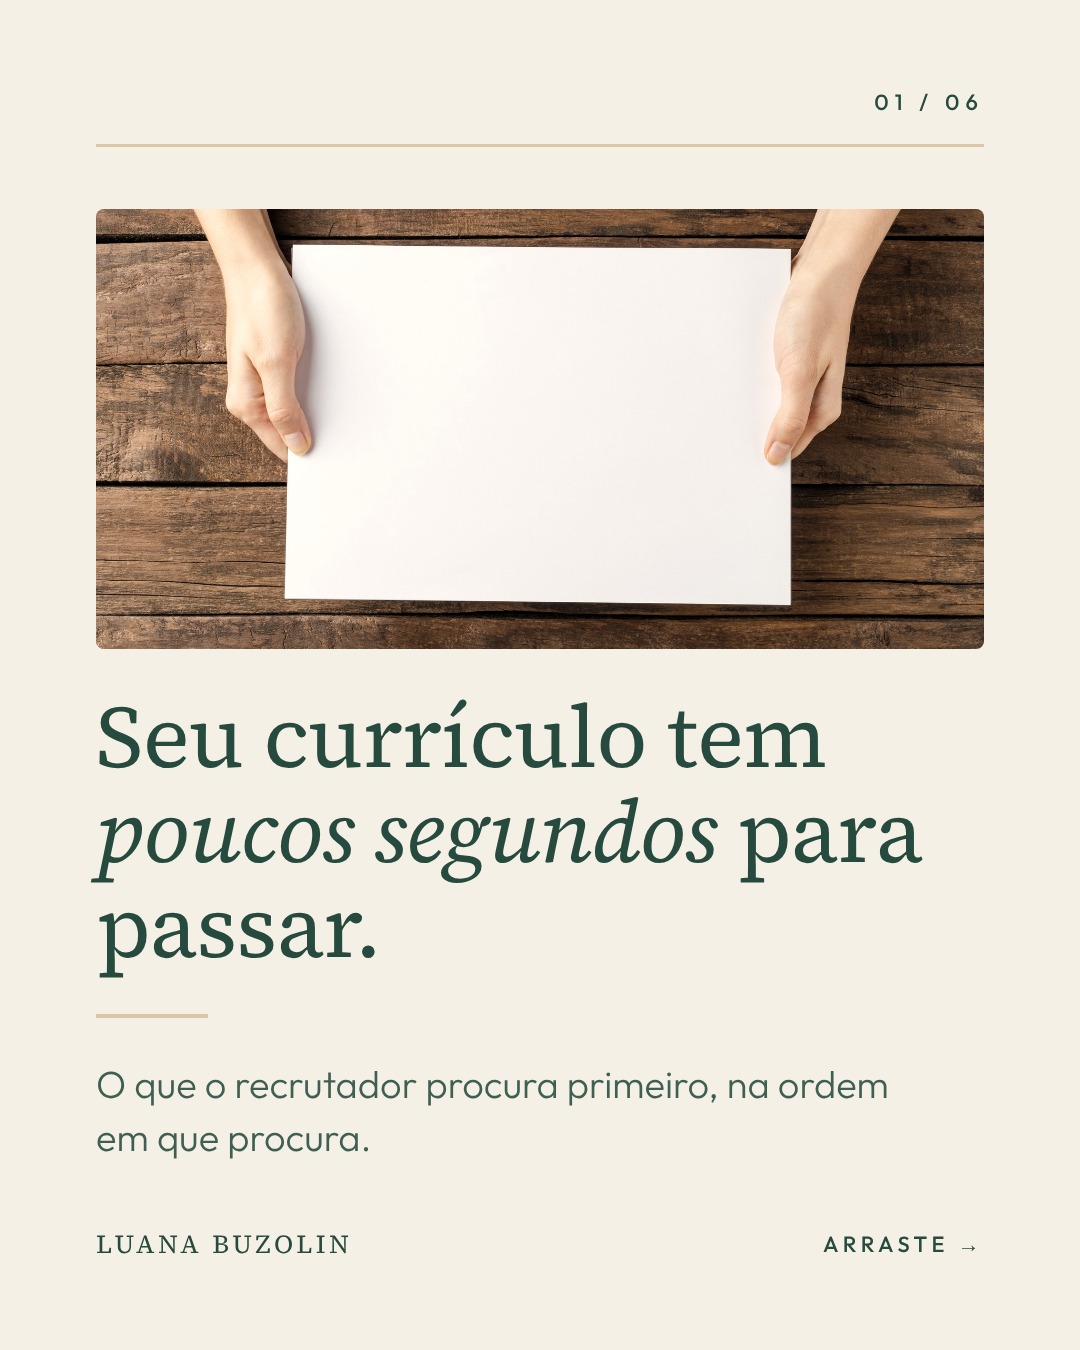 01 / 06
Seu currículo tem
poucos segundos para
passar.
O que o recrutador procura primeiro, na ordem
em que procura.
LUANA BUZOLIN
ARRASTE →